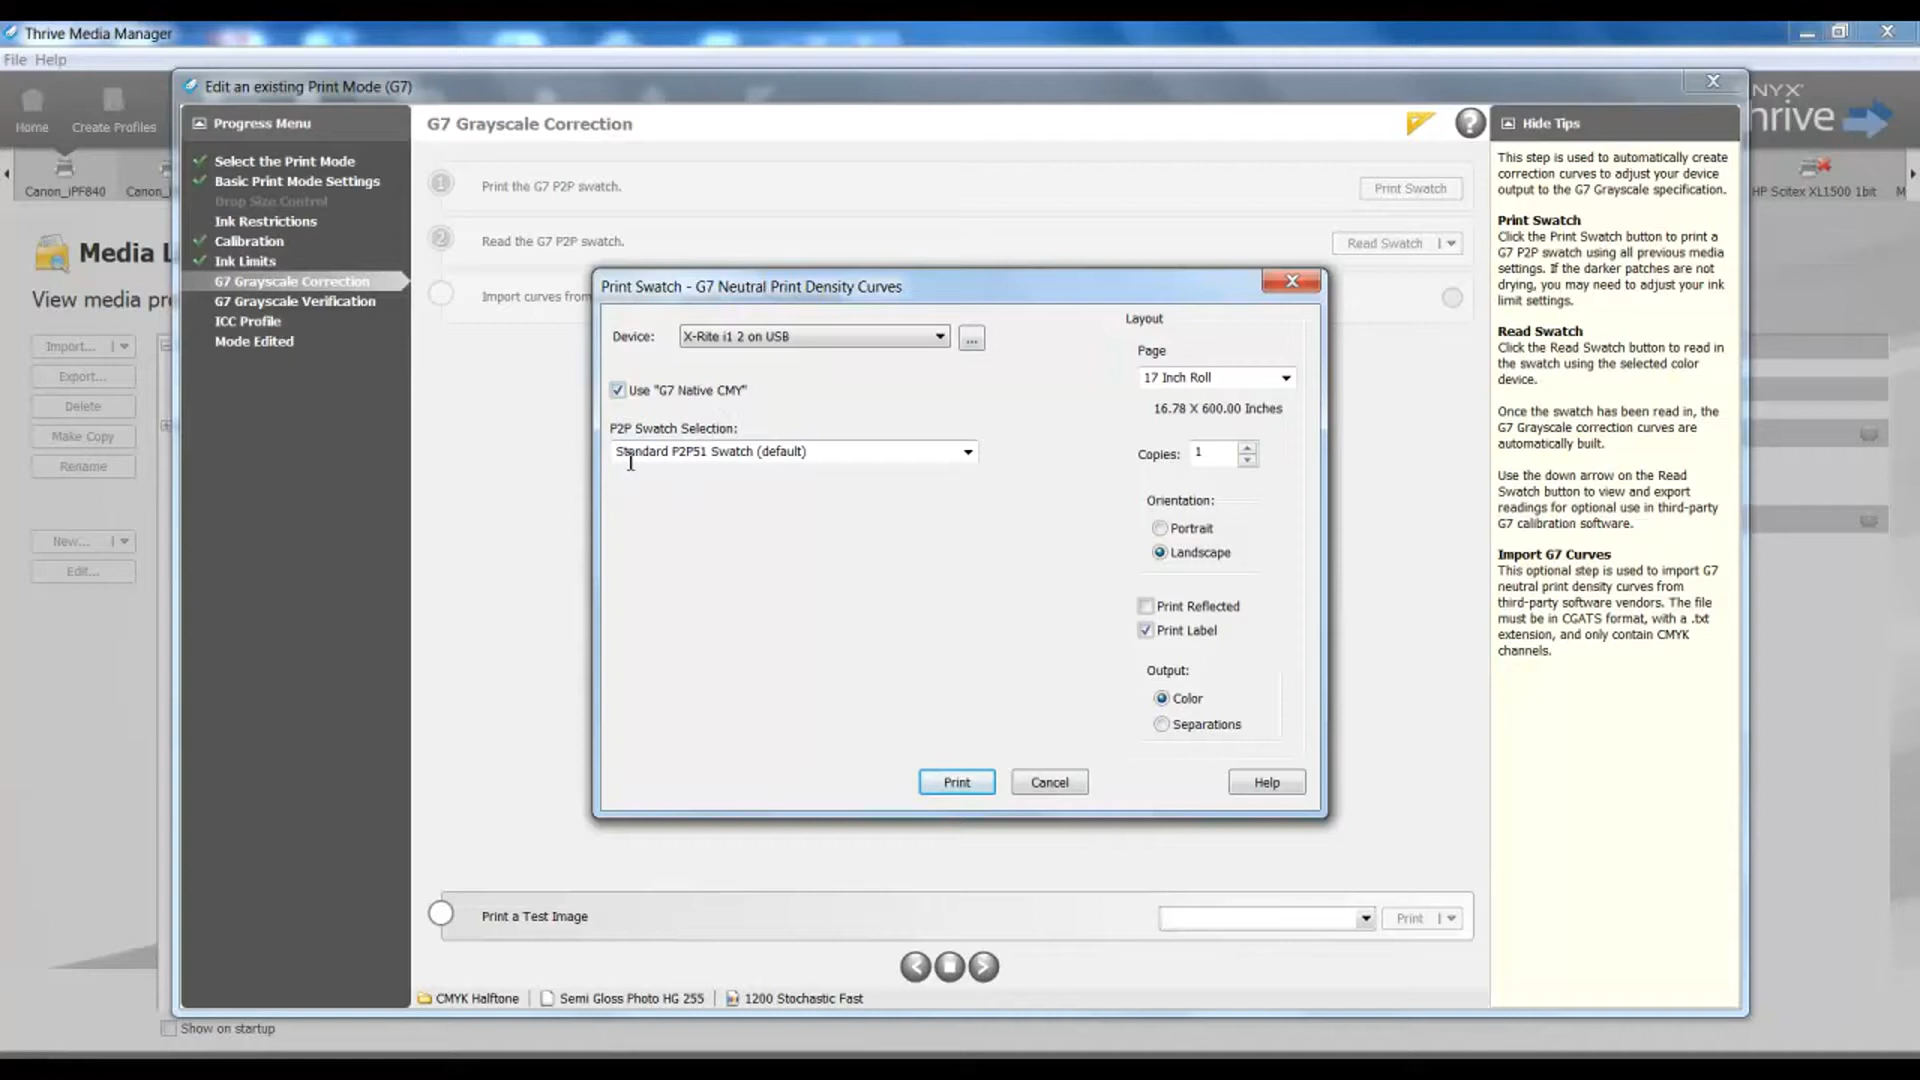 Thrive Media Manager
File Help
Home
Create Profiles
Canon_iPF840
Canon_
Media L
View media pr
Import...
Export...
Delete
Make Copy
Rename
New...
Edit...
Show on startup
Edit an existing Print Mode (G7)
Progress Menu
Select the Print Mode
Basic Print Mode Settings
Drop Size Control
Ink Restrictions
Calibration
Ink Limits
G7 Grayscale Correction
G7 Grayscale Verification
ICC Profile
Mode Edited
G7 Grayscale Correction
?
1 Print the G7 P2P swatch. Print Swatch
2 Read the G7 P2P swatch. Read Swatch
Import curves from
Print Swatch - G7 Neutral Print Density Curves
Device: X-Rite i1 2 on USB ...
Use "G7 Native CMY"
P2P Swatch Selection:
Standard P2P51 Swatch (default)
Layout
Page
17 Inch Roll
16.78 X 600.00 Inches
Copies: 1
Orientation:
Portrait
Landscape
Print Reflected
Print Label
Output:
Color
Separations
Print Cancel Help
Print a Test Image Print
CMYK Halftone Semi Gloss Photo HG 255 1200 Stochastic Fast
Hide Tips
This step is used to automatically create
correction curves to adjust your device
output to the G7 Grayscale specification.
Print Swatch
Click the Print Swatch button to print a
G7 P2P swatch using all previous media
settings. If the darker patches are not
drying, you may need to adjust your ink
limit settings.
Read Swatch
Click the Read Swatch button to read in
the swatch using the selected color
device.
Once the swatch has been read in, the
G7 Grayscale correction curves are
automatically built.
Use the down arrow on the Read
Swatch button to view and export
readings for optional use in third-party
G7 calibration software.
Import G7 Curves
This optional step is used to import G7
neutral print density curves from
third-party software vendors. The file
must be in CGATS format, with a .txt
extension, and only contain CMYK
channels.
NYX
hrive
HP Scitex XL1500 1bit
M